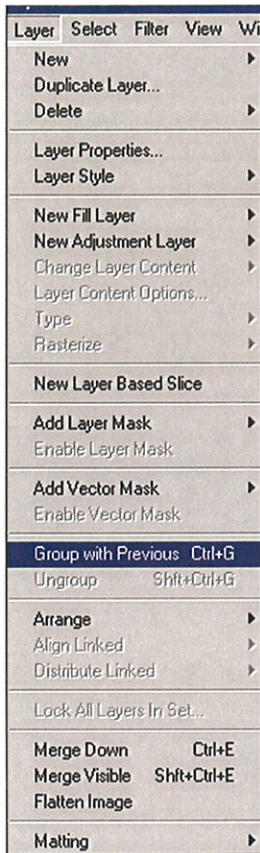 Layer Select Filter View Wi
New
Duplicate Layer...
Delete
Layer Properties...
Layer Style
New Fill Layer
New Adjustment Layer
Change Layer Content
Layer Content Options...
Type
Rasterize
New Layer Based Slice
Add Layer Mask
Enable Layer Mask
Add Vector Mask
Enable Vector Mask
Group with Previous Ctrl+G
Ungroup Shft+Ctrl+G
Arrange
Align Linked
Distribute Linked
Lock All Layers In Set...
Merge Down Ctrl+E
Merge Visible Shft+Ctrl+E
Flatten Image
Matting